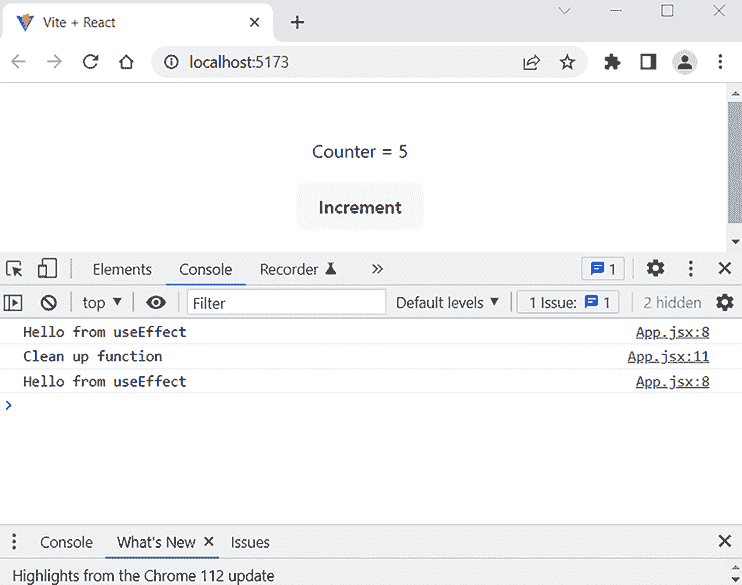 Vite + React
localhost:5173
Counter = 5
Increment
Elements Console Recorder 1
top Filter Default levels 1 Issue: 1 2 hidden
Hello from useEffect App.jsx:8
Clean up function App.jsx:11
Hello from useEffect App.jsx:8
Console What's New Issues
Highlights from the Chrome 112 update